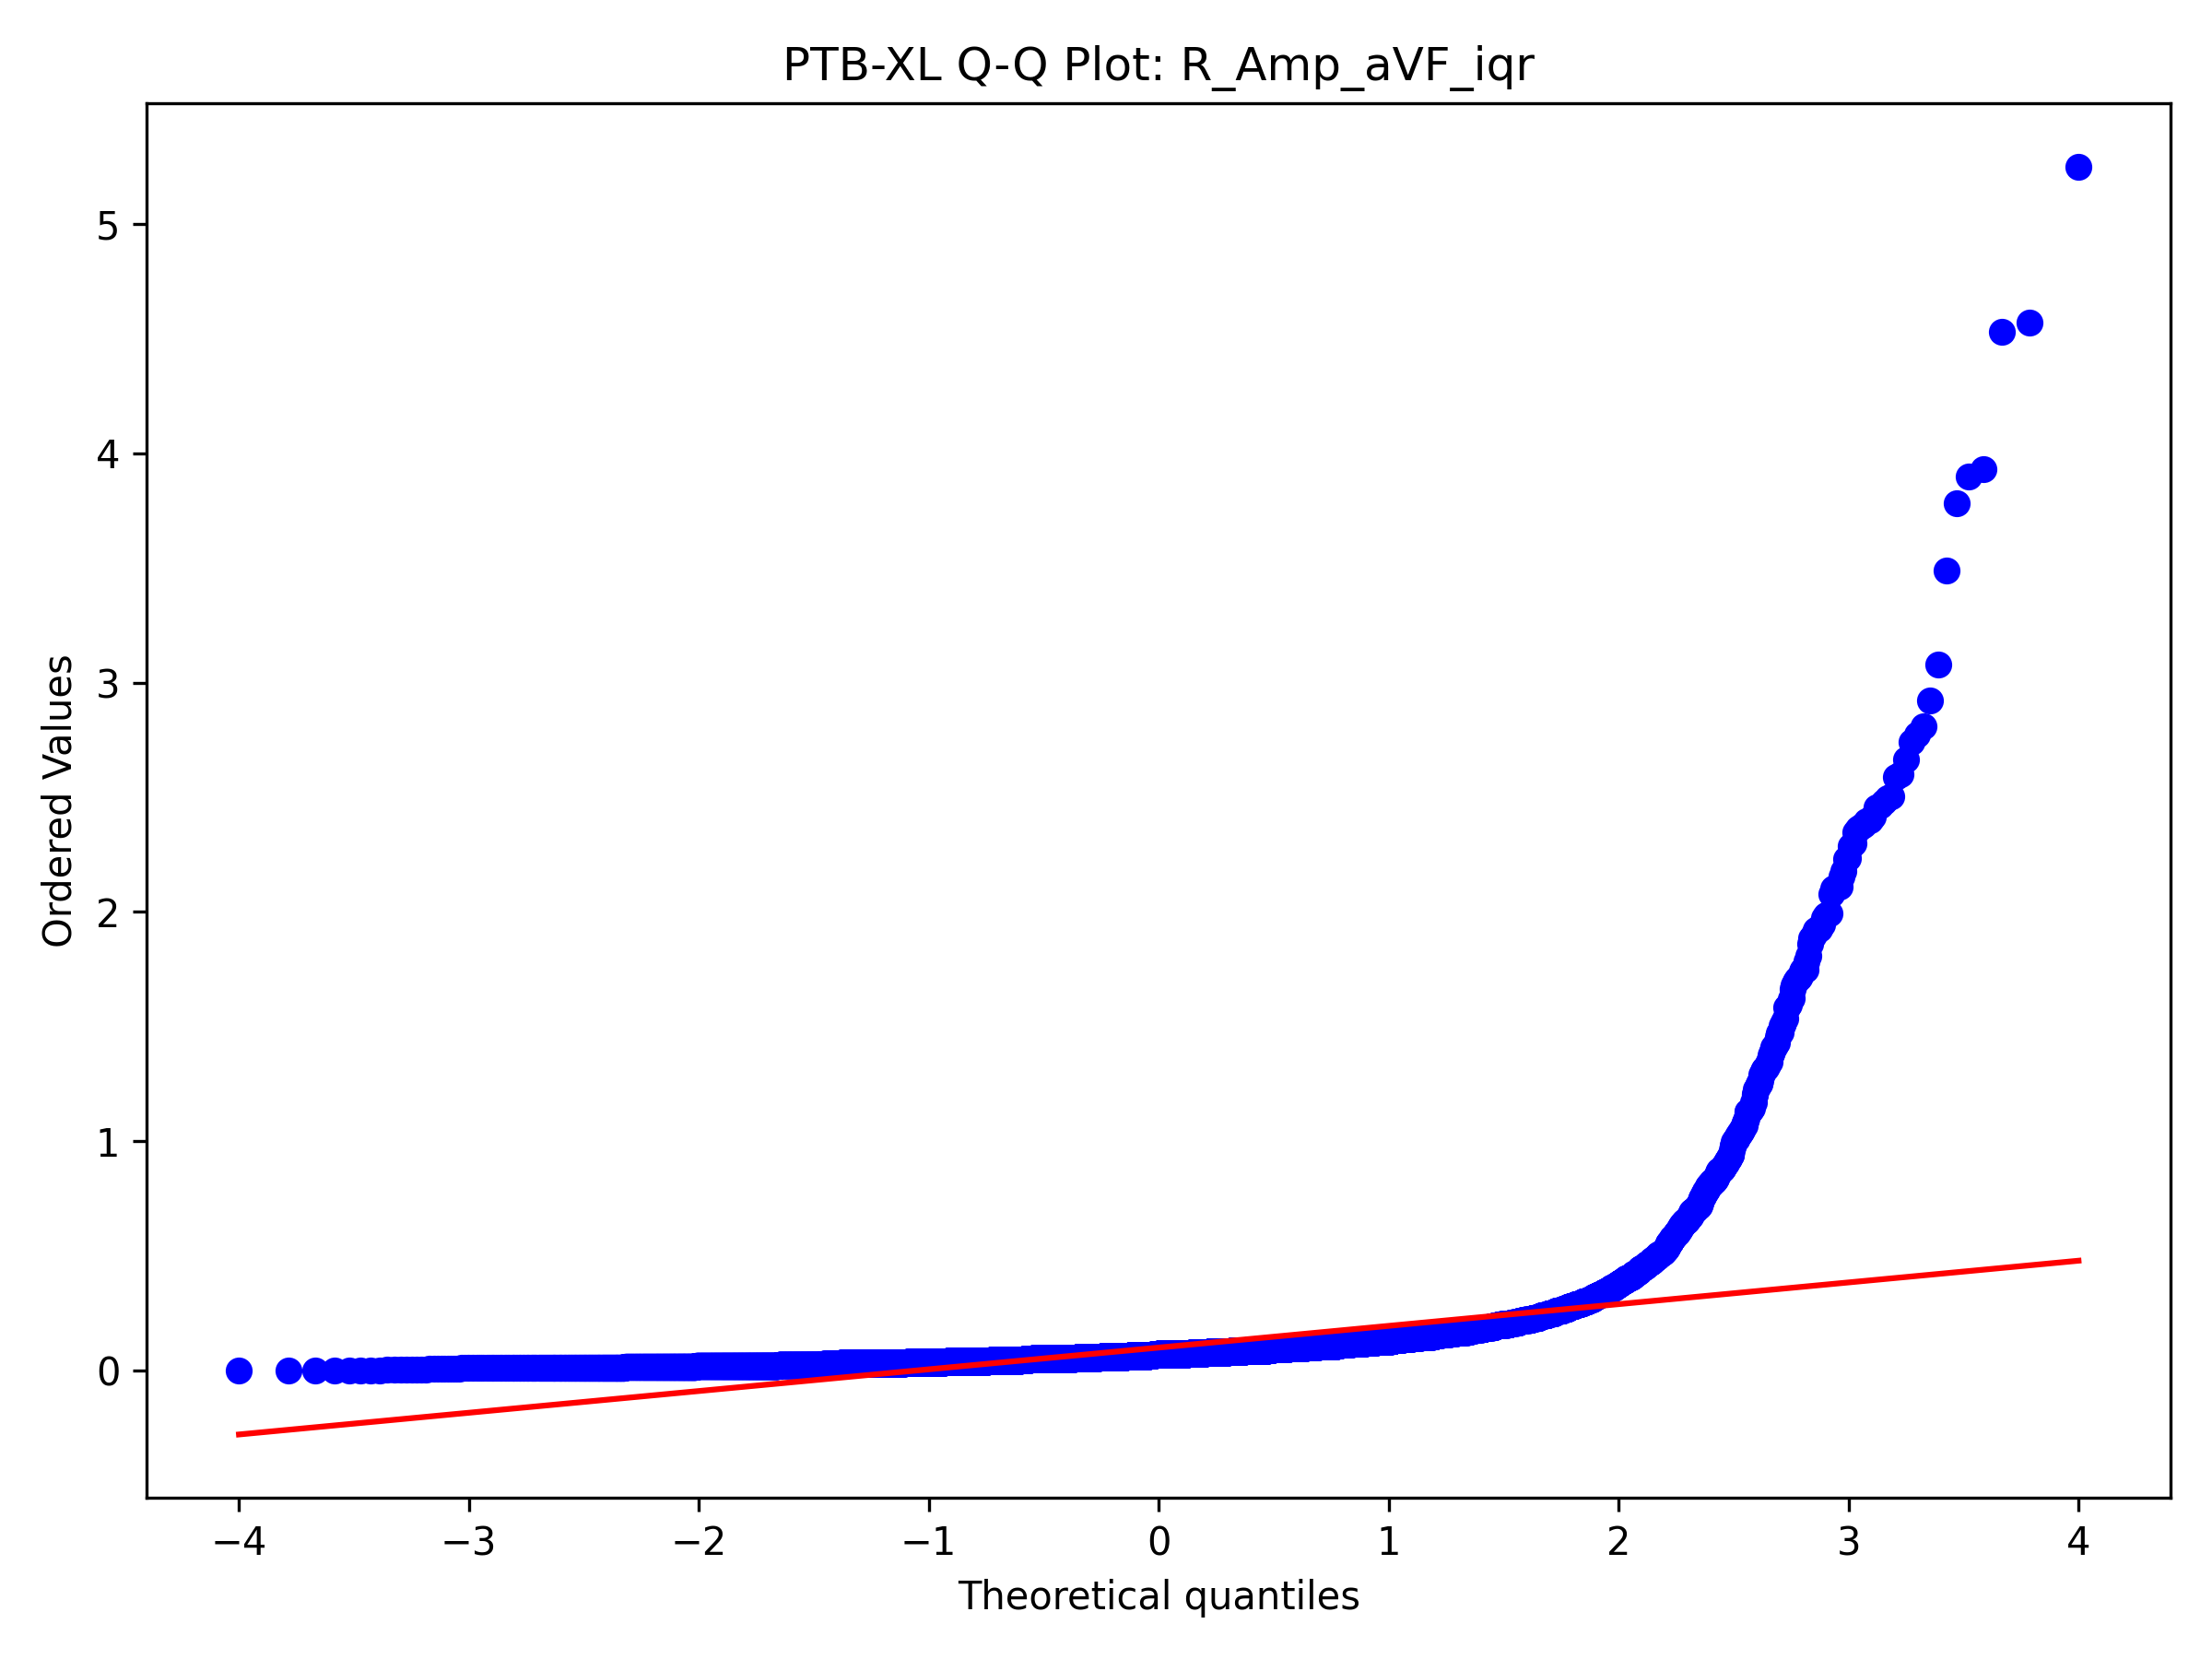 PTB-XL Q-Q Plot: R_Amp_aVF_iqr
Ordered Values
5
4
3
2
1
0
−4 −3 −2 −1 0 1 2 3 4
Theoretical quantiles